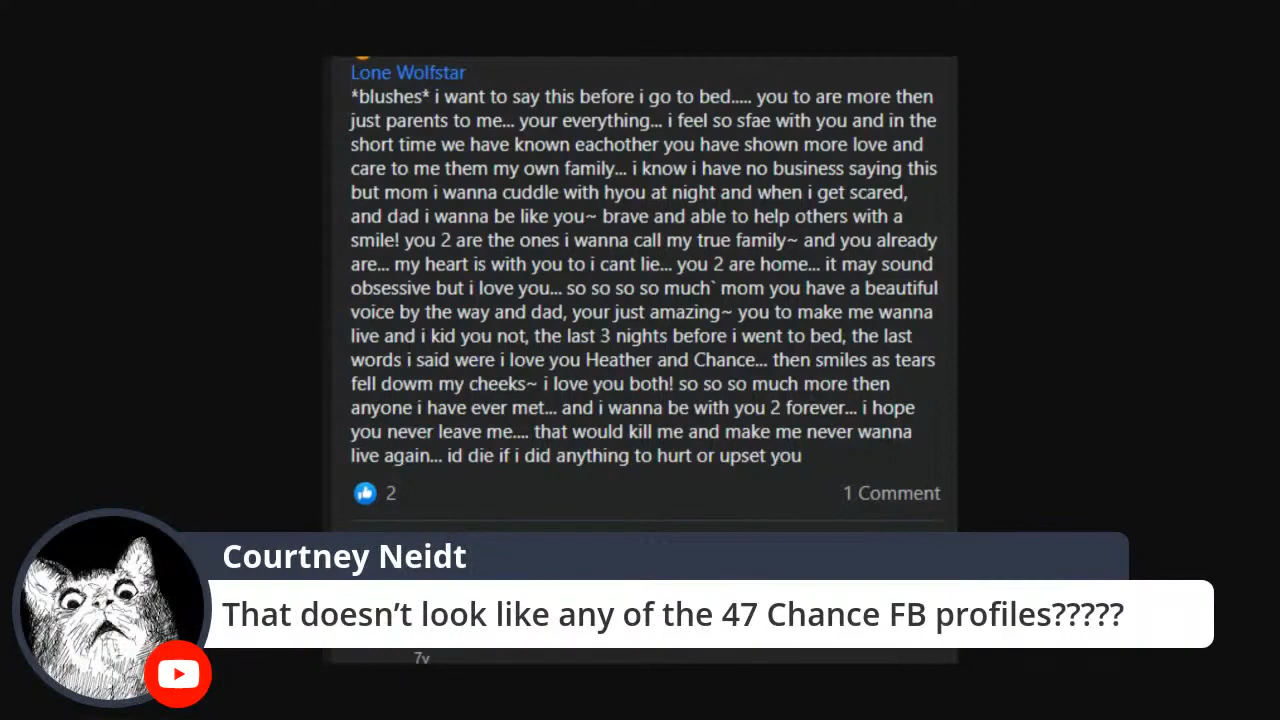 Lone Wolfstar
*blushes* i want to say this before i go to bed..... you to are more then
just parents to me... your everything... i feel so sfae with you and in the
short time we have known eachother you have shown more love and
care to me them my own family... i know i have no business saying this
but mom i wanna cuddle with hyou at night and when i get scared,
and dad i wanna be like you~ brave and able to help others with a
smile! you 2 are the ones i wanna call my true family~ and you already
are... my heart is with you to i cant lie... you 2 are home... it may sound
obsessive but i love you... so so so so much` mom you have a beautiful
voice by the way and dad, your just amazing~ you to make me wanna
live and i kid you not, the last 3 nights before i went to bed, the last
words i said were i love you Heather and Chance... then smiles as tears
fell dowm my cheeks~ i love you both! so so so much more then
anyone i have ever met... and i wanna be with you 2 forever... i hope
you never leave me.... that would kill me and make me never wanna
live again... id die if i did anything to hurt or upset you
2 1 Comment
Courtney Neidt
That doesn’t look like any of the 47 Chance FB profiles?????
7y